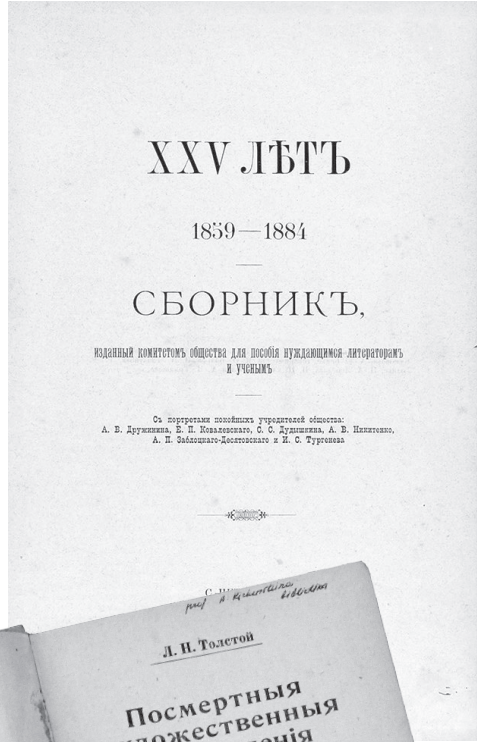 XXV ЛѢТЪ
1859—1884
СБОРНИКЪ,
изданный комитетомъ общества для пособія нуждающимся литераторамъ
и ученымъ
Съ портретами покойныхъ учредителей общества:
А. В. Дружинина, Е. П. Ковалевскаго, С. С. Дудышкина, А. В. Никитенко,
А. П. Заблоцкаго-Десятовскаго и И. С. Тургенева
prof
Л. Н. Толстой
Посмертныя